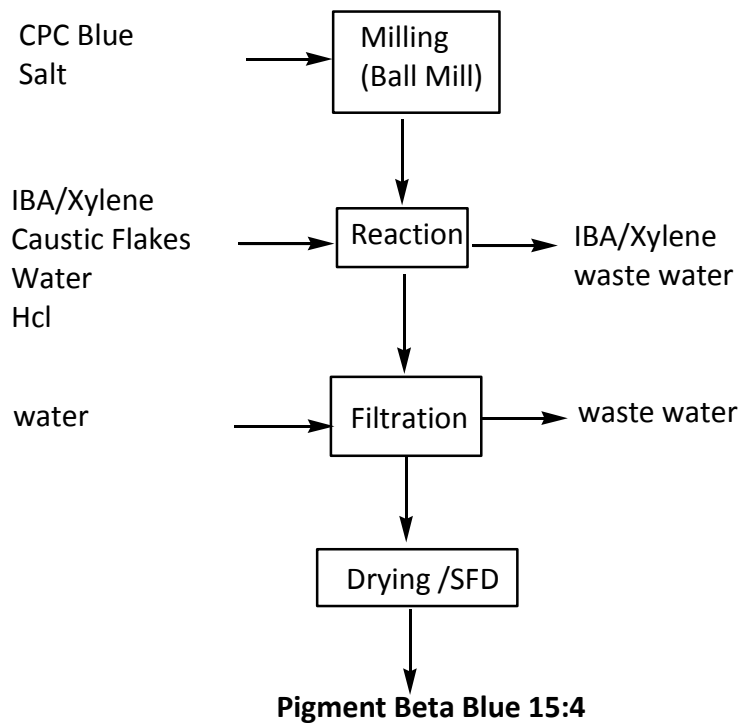 CPC Blue
Salt
Milling
(Ball Mill)
IBA/Xylene
Caustic Flakes
Water
Hcl
Reaction
IBA/Xylene
waste water
water
Filtration
waste water
Drying /SFD
Pigment Beta Blue 15:4